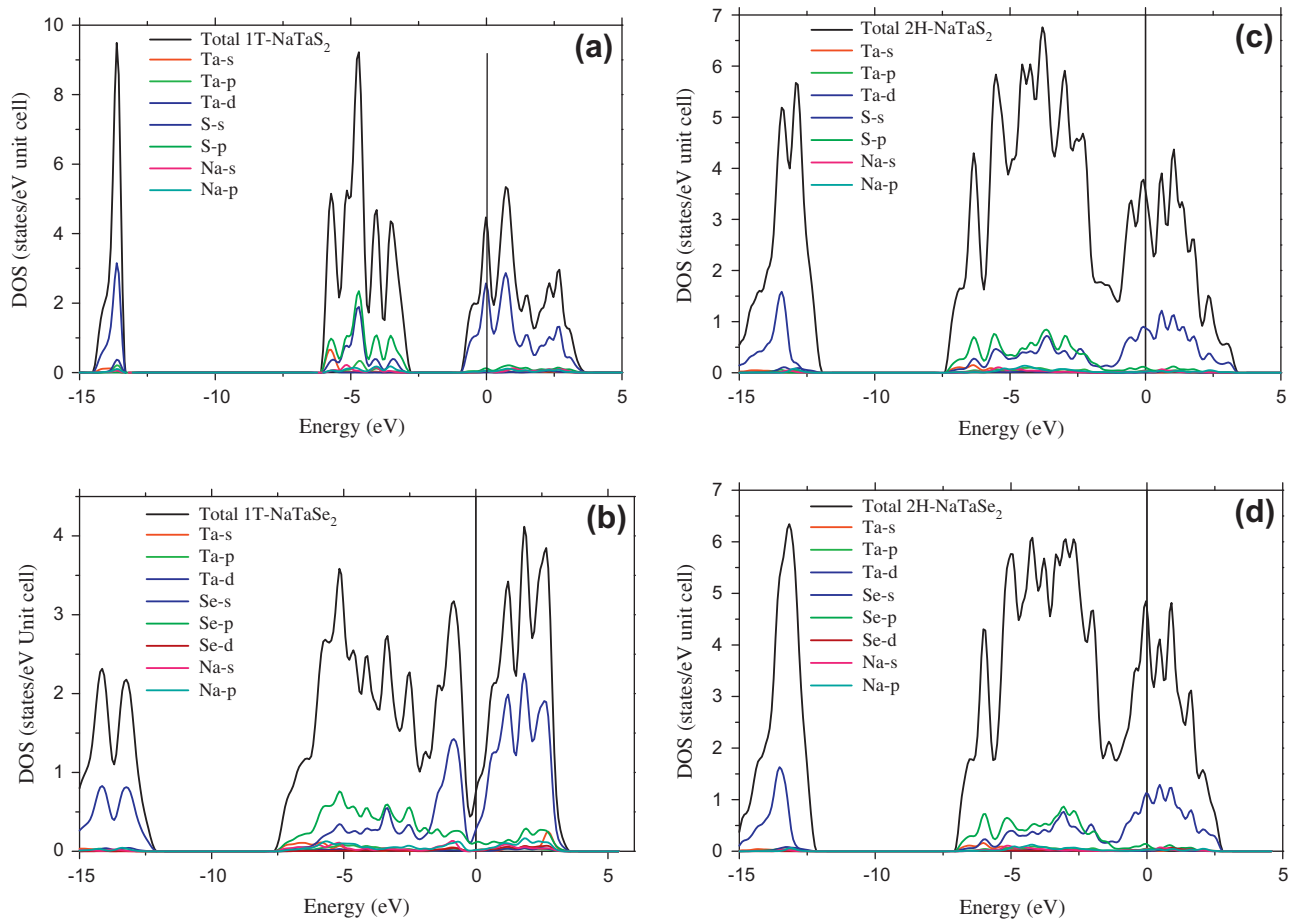 (a)
Total 1T-NaTaS2
Ta-s
Ta-p
Ta-d
S-s
S-p
Na-s
Na-p
DOS (states/eV unit cell)
10
8
6
4
2
0
-15
-10
-5
0
5
Energy (eV)
(c)
Total 2H-NaTaS2
Ta-s
Ta-p
Ta-d
S-s
S-p
Na-s
Na-p
DOS (states/eV unit cell)
7
6
5
4
3
2
1
0
-15
-10
-5
0
5
Energy (eV)
(b)
Total 1T-NaTaSe2
Ta-s
Ta-p
Ta-d
Se-s
Se-p
Se-d
Na-s
Na-p
DOS (states/eV Unit cell)
4
3
2
1
0
-15
-10
-5
0
5
Energy (eV)
(d)
Total 2H-NaTaSe2
Ta-s
Ta-p
Ta-d
Se-s
Se-p
Se-d
Na-s
Na-p
DOS (states/eV unit cell)
7
6
5
4
3
2
1
0
-15
-10
-5
0
5
Energy (eV)